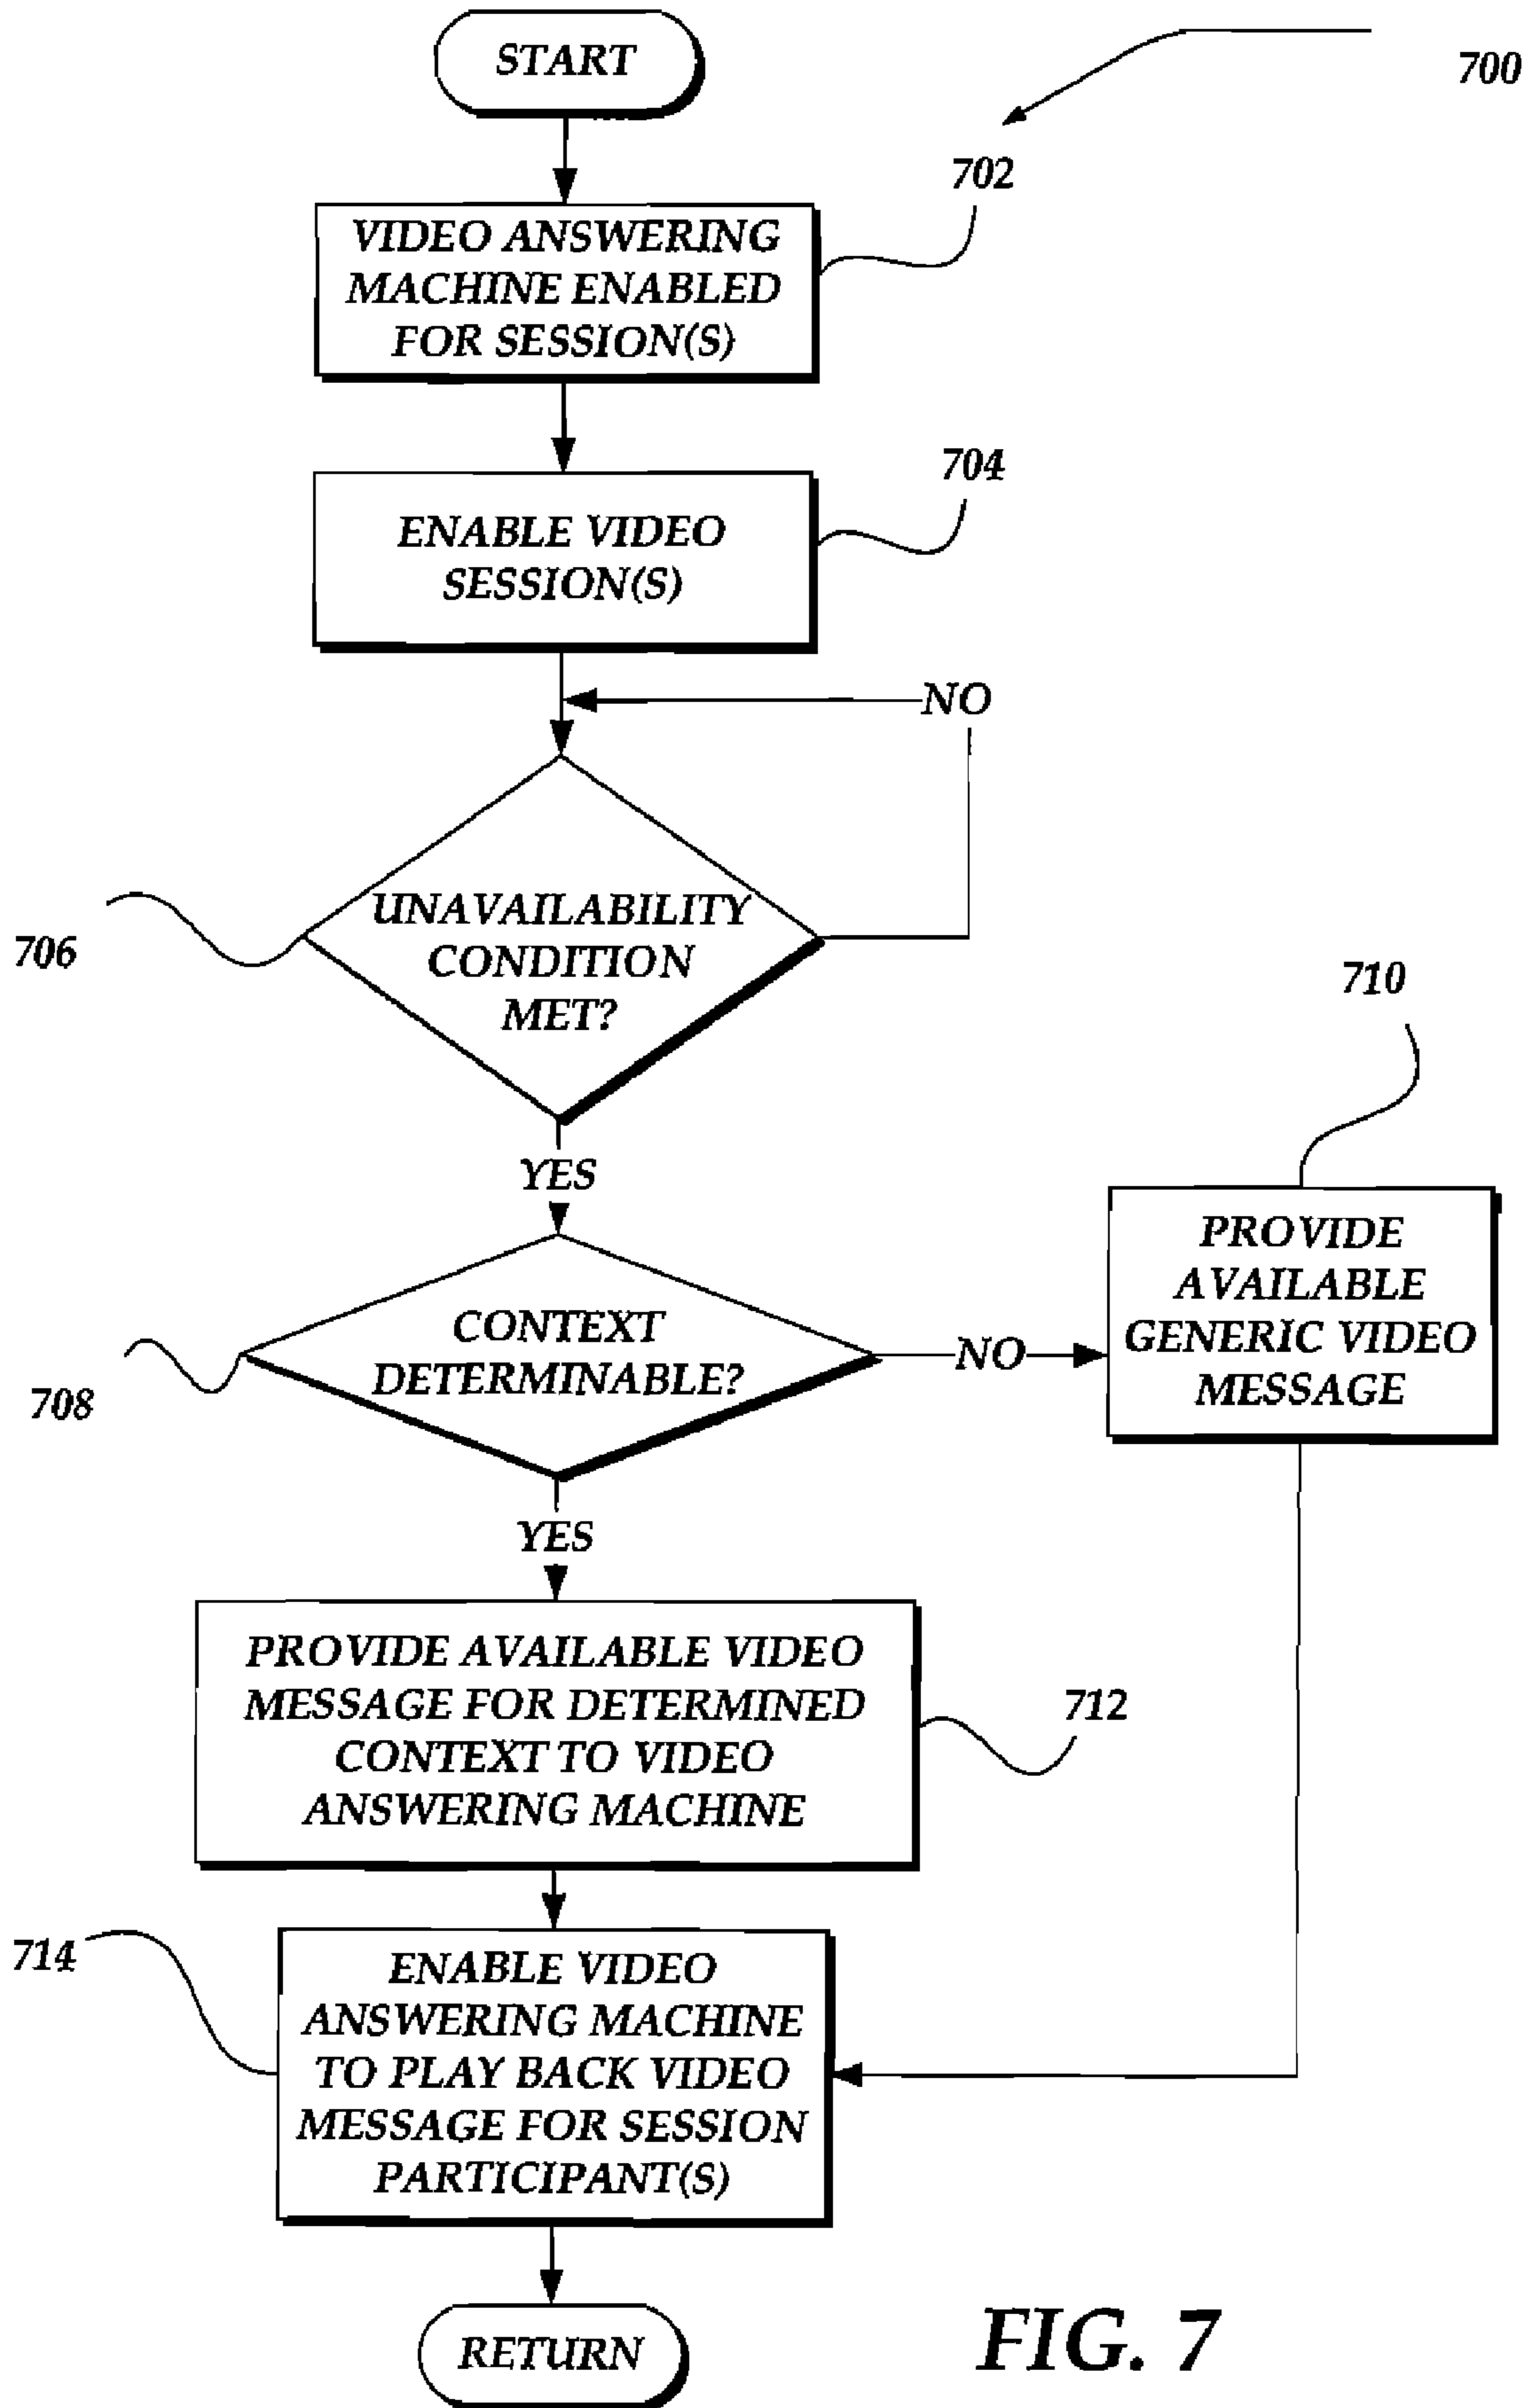 START
700
702
VIDEO ANSWERING
MACHINE ENABLED
FOR SESSION(S)
704
ENABLE VIDEO
SESSION(S)
NO
706
UNAVAILABILITY
CONDITION
MET?
YES
710
PROVIDE
AVAILABLE
GENERIC VIDEO
MESSAGE
708
CONTEXT
DETERMINABLE?
NO
YES
PROVIDE AVAILABLE VIDEO
MESSAGE FOR DETERMINED
CONTEXT TO VIDEO
ANSWERING MACHINE
712
714
ENABLE VIDEO
ANSWERING MACHINE
TO PLAY BACK VIDEO
MESSAGE FOR SESSION
PARTICIPANT(S)
RETURN
FIG. 7